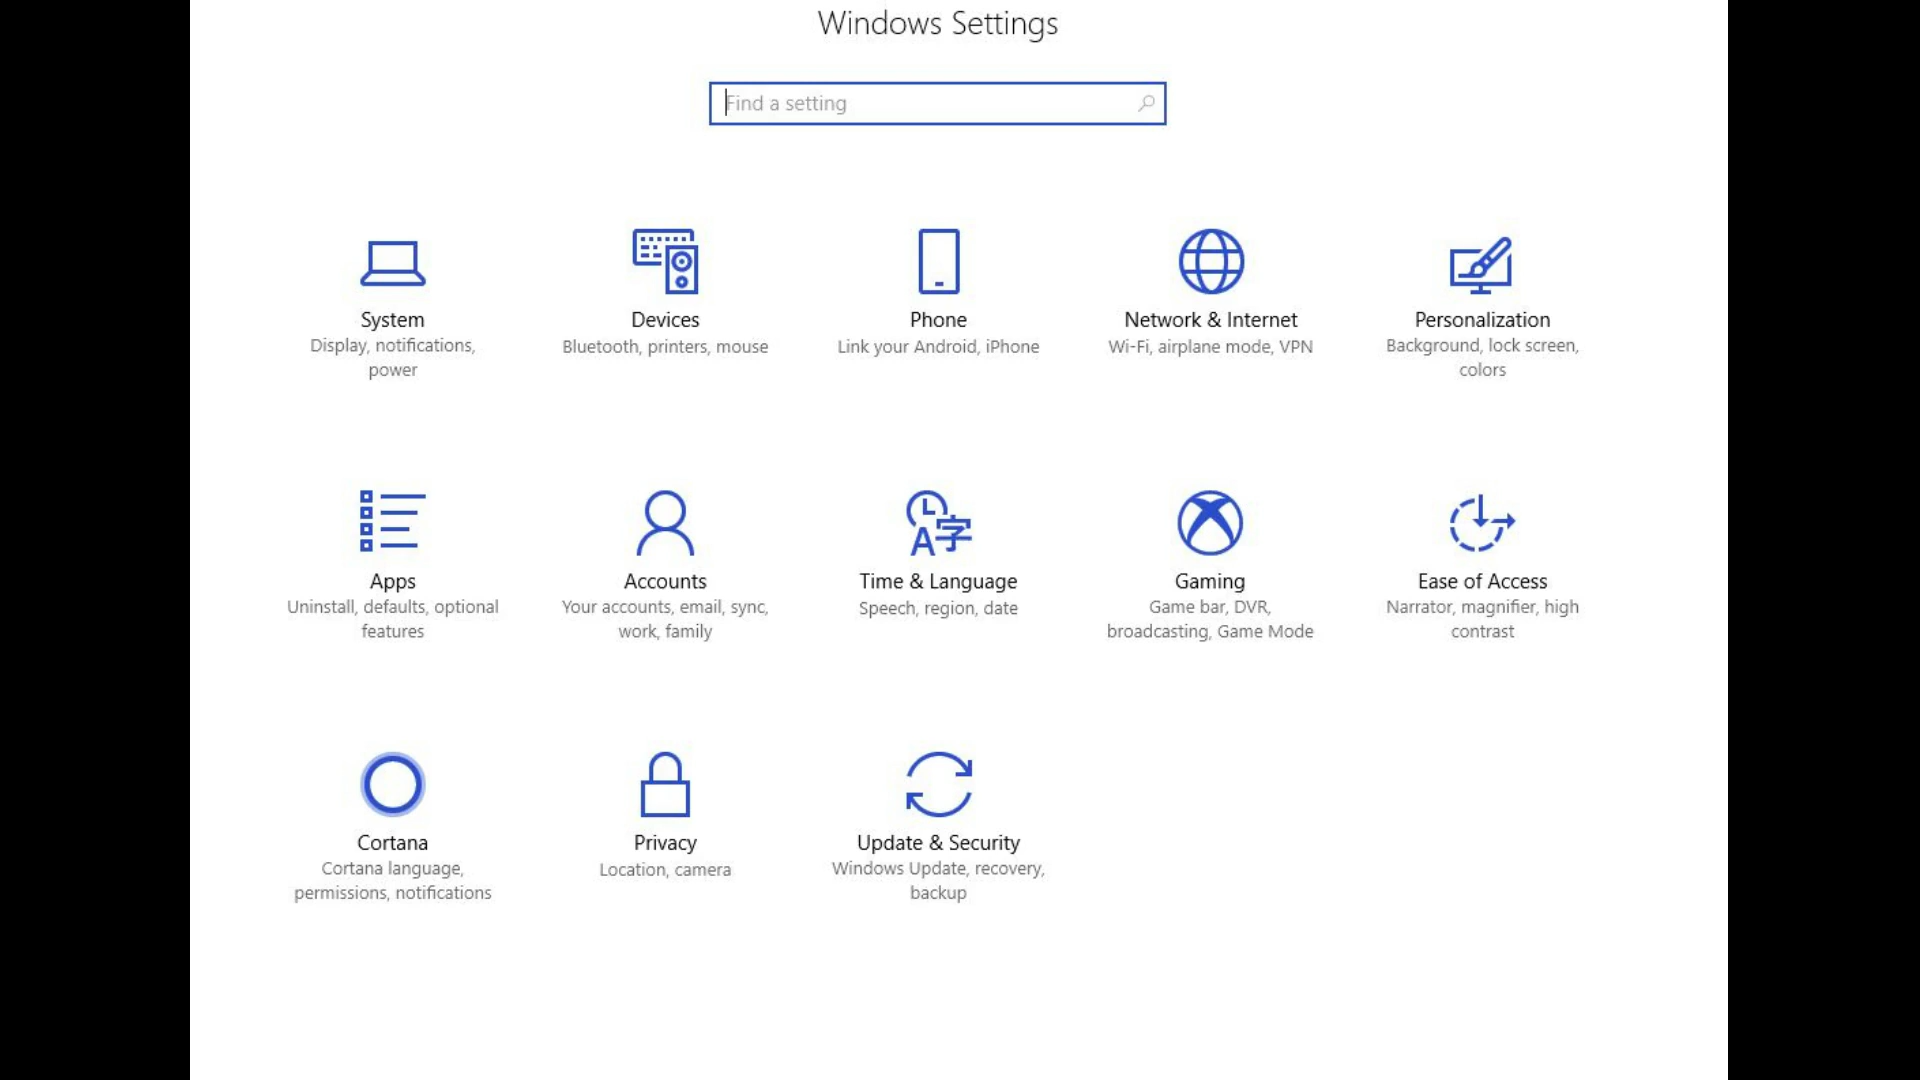 Windows Settings
Find a setting
System
Display, notifications,
power
Devices
Bluetooth, printers, mouse
Phone
Link your Android, iPhone
Network & Internet
Wi-Fi, airplane mode, VPN
Personalization
Background, lock screen,
colors
Apps
Uninstall, defaults, optional
features
Accounts
Your accounts, email, sync,
work, family
A字
Time & Language
Speech, region, date
Gaming
Game bar, DVR,
broadcasting, Game Mode
Ease of Access
Narrator, magnifier, high
contrast
Cortana
Cortana language,
permissions, notifications
Privacy
Location, camera
Update & Security
Windows Update, recovery,
backup